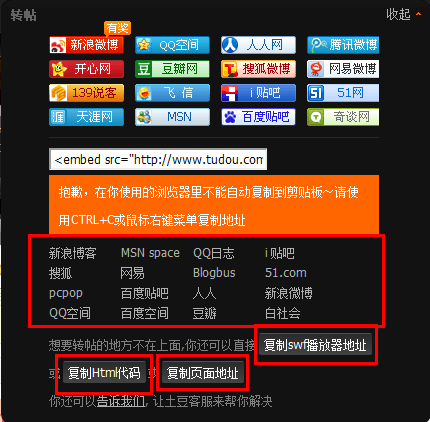 转帖 收起
有奖
新浪微博 QQ空间 人人网 腾讯微博
开心网 豆瓣网 搜狐微博 网易微博
139说客 飞信 i贴吧 51网
天涯网 MSN 百度贴吧 奇谈网
<embed src="http://www.tudou.com
抱歉，在你使用的浏览器里不能自动复制到剪贴板~请使
用CTRL+C或鼠标右键菜单复制地址
新浪博客 MSN space QQ日志 i贴吧
搜狐 网易 Blogbus 51.com
pcpop 百度贴吧 人人 新浪微博
QQ空间 百度空间 豆瓣 白社会
想要转帖的地方不在上面,你还可以直接 复制swf播放器地址
或 复制Html代码 或 复制页面地址
你还可以告诉我们, 让土豆客服来帮你解决